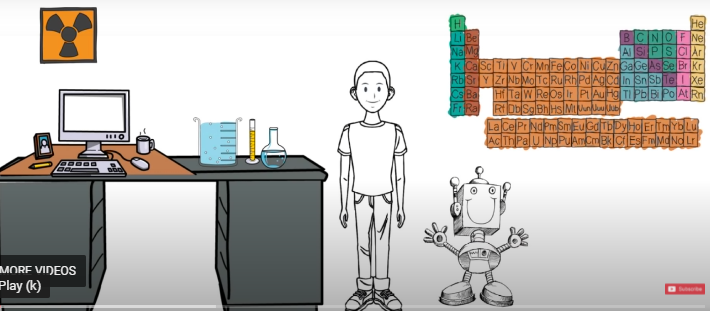 H He
Li Be B C N O F Ne
Na Mg Al Si P S Cl Ar
K Ca Sc Ti V Cr Mn Fe Co Ni Cu Zn Ga Ge As Se Br Kr
Rb Sr Y Zr Nb Mo Tc Ru Rh Pd Ag Cd In Sn Sb Te I Xe
Cs Ba Hf Ta W Re Os Ir Pt Au Hg Tl Pb Bi Po At Rn
Fr Ra Rf Db Sg Bh Hs Mt Uun Uuu Uub
La Ce Pr Nd Pm Sm Eu Gd Tb Dy Ho Er Tm Yb Lu
Ac Th Pa U Np Pu Am Cm Bk Cf Es Fm Md No Lr
MORE VIDEOS
Play (k)
Subscribe